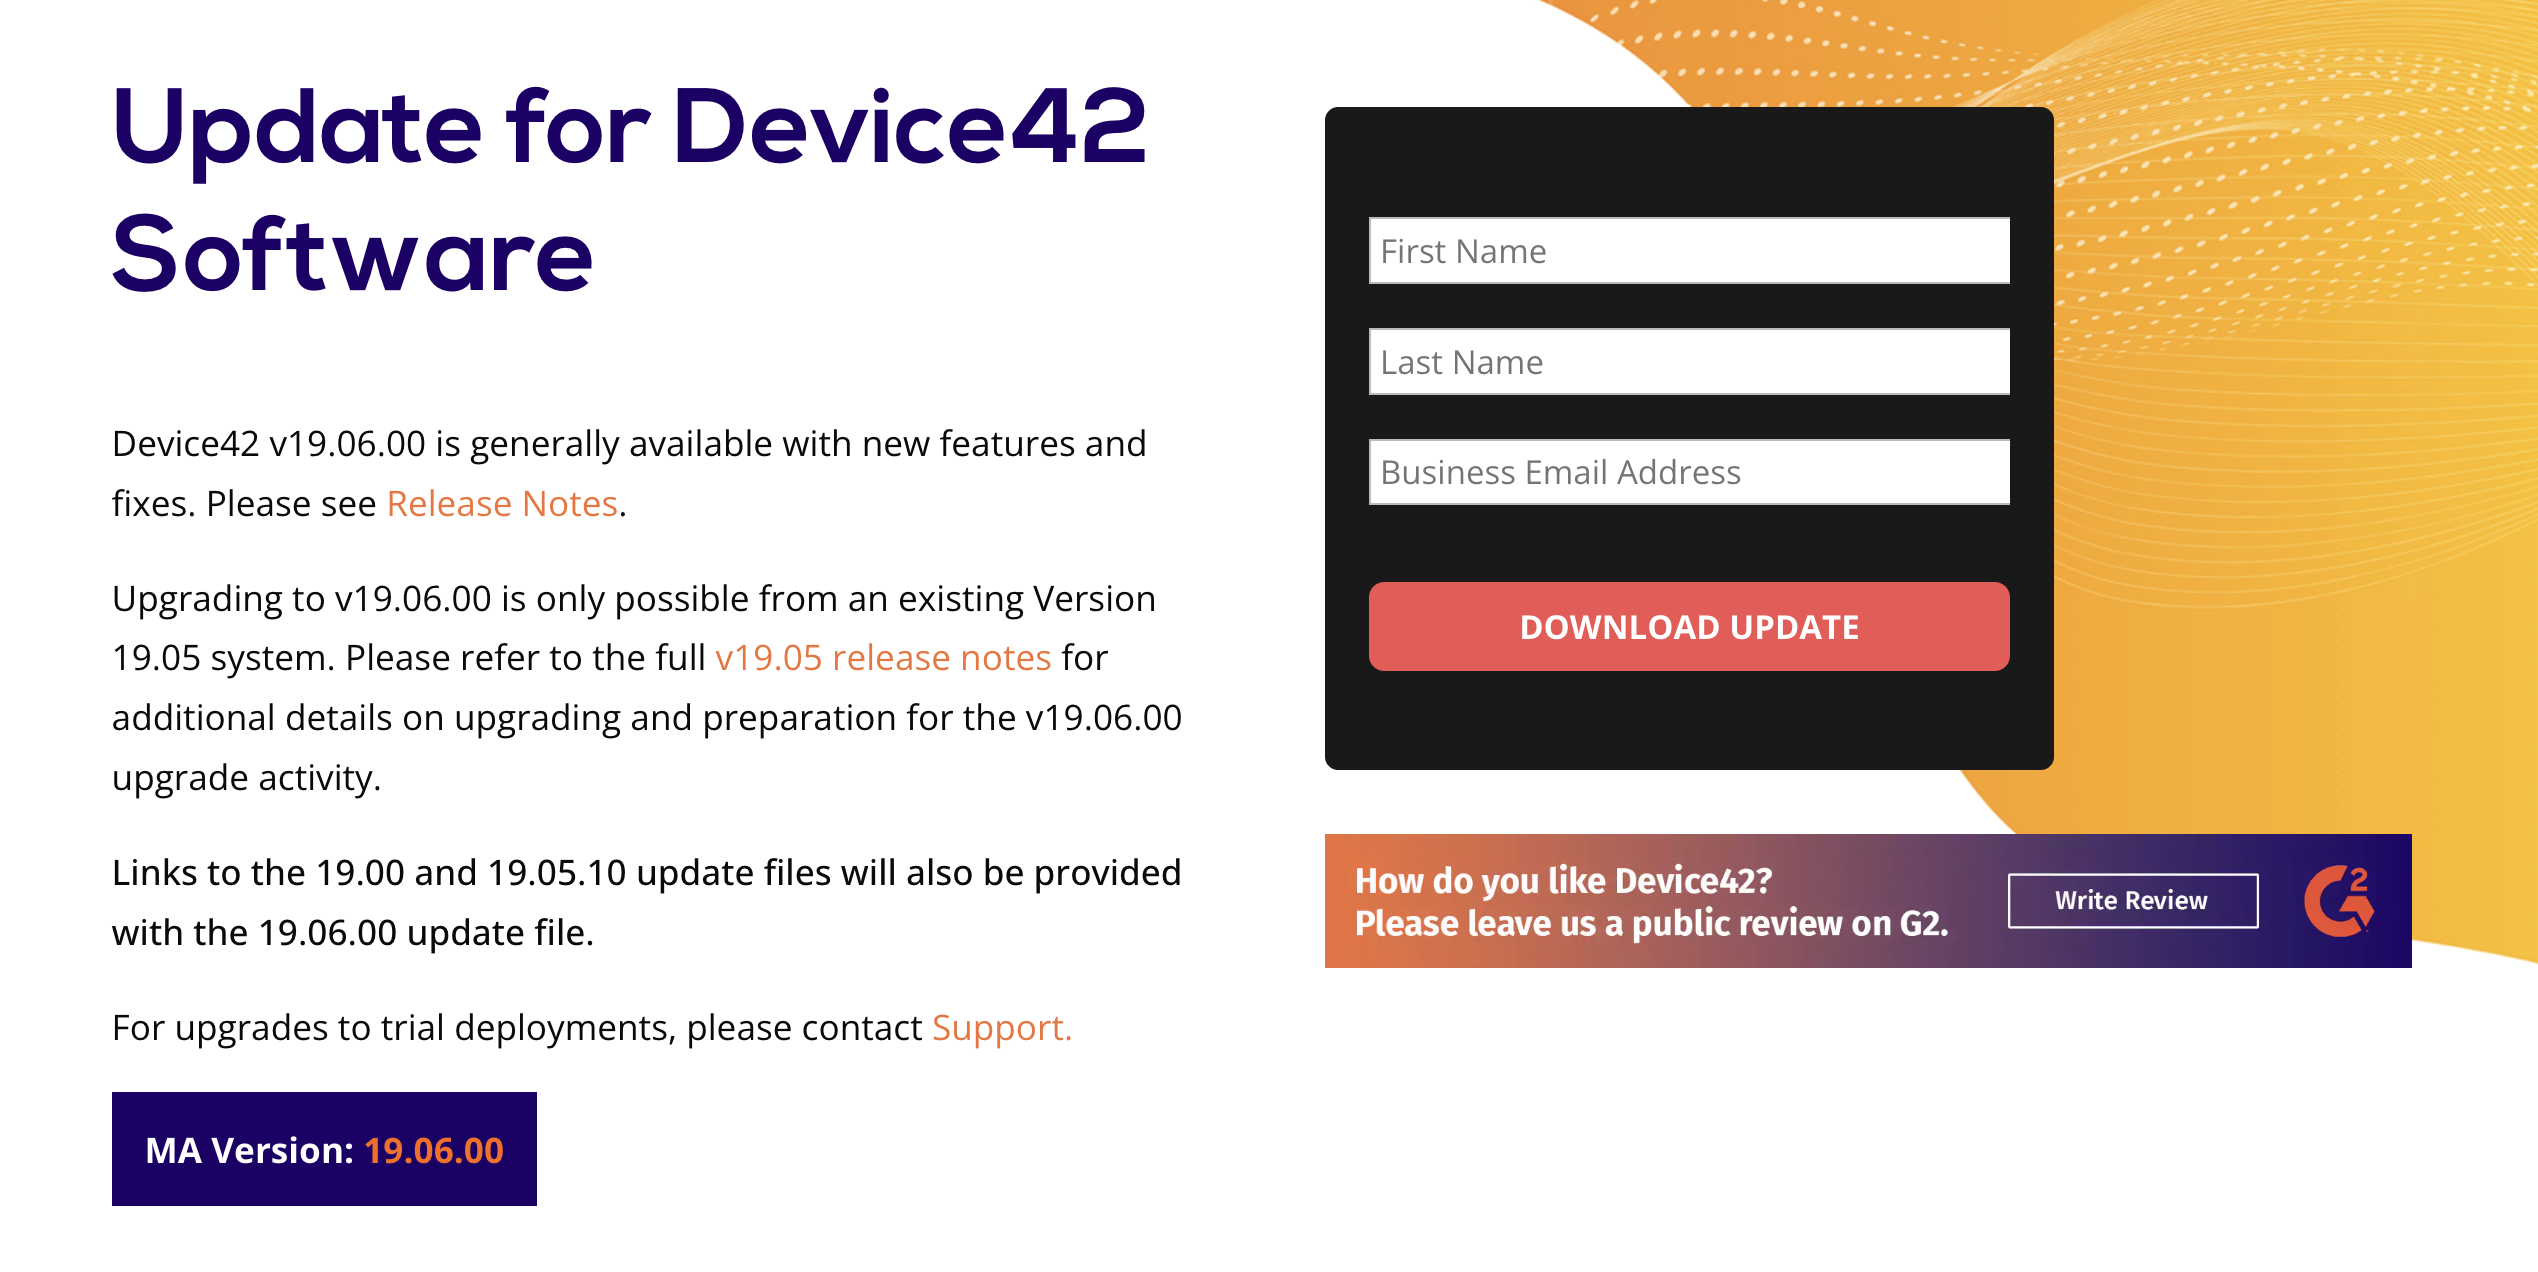 Update for Device42
Software
Device42 v19.06.00 is generally available with new features and
fixes. Please see Release Notes.
Upgrading to v19.06.00 is only possible from an existing Version
19.05 system. Please refer to the full v19.05 release notes for
additional details on upgrading and preparation for the v19.06.00
upgrade activity.
Links to the 19.00 and 19.05.10 update files will also be provided
with the 19.06.00 update file.
For upgrades to trial deployments, please contact Support.
MA Version: 19.06.00
First Name
Last Name
Business Email Address
DOWNLOAD UPDATE
How do you like Device42?
Please leave us a public review on G2.
Write Review
G2